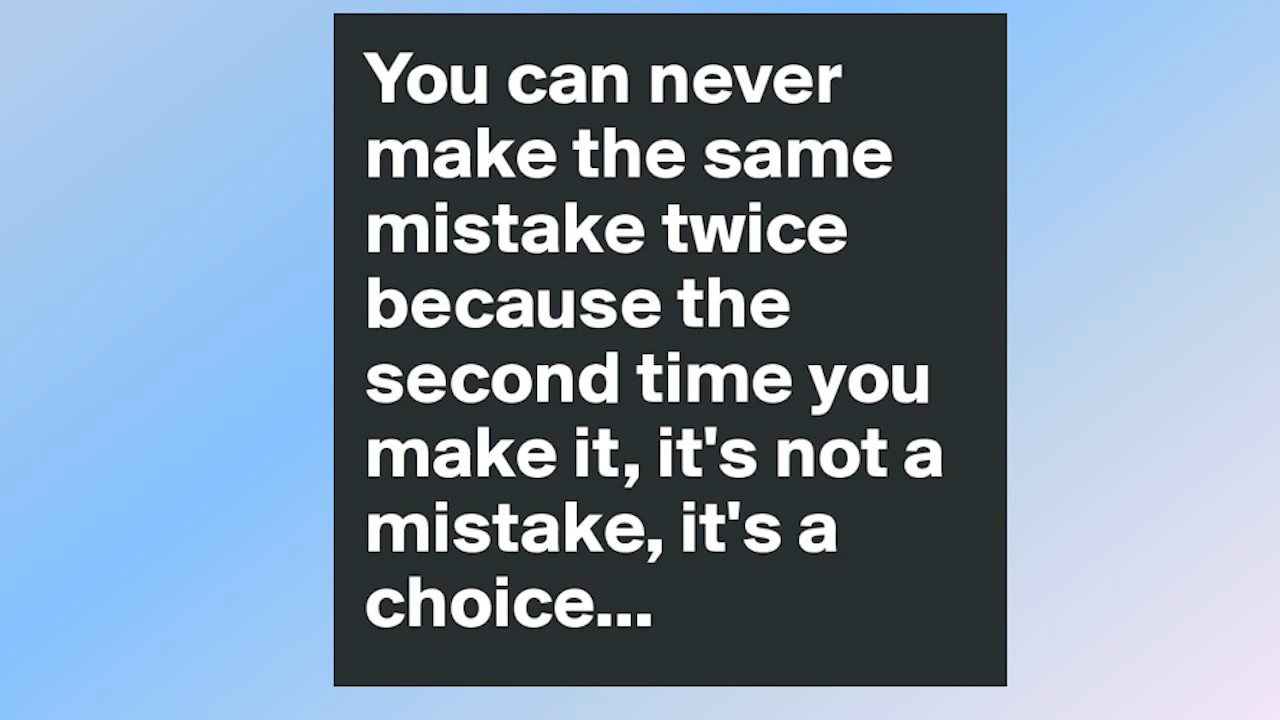 You can never
make the same
mistake twice
because the
second time you
make it, it's not a
mistake, it's a
choice...